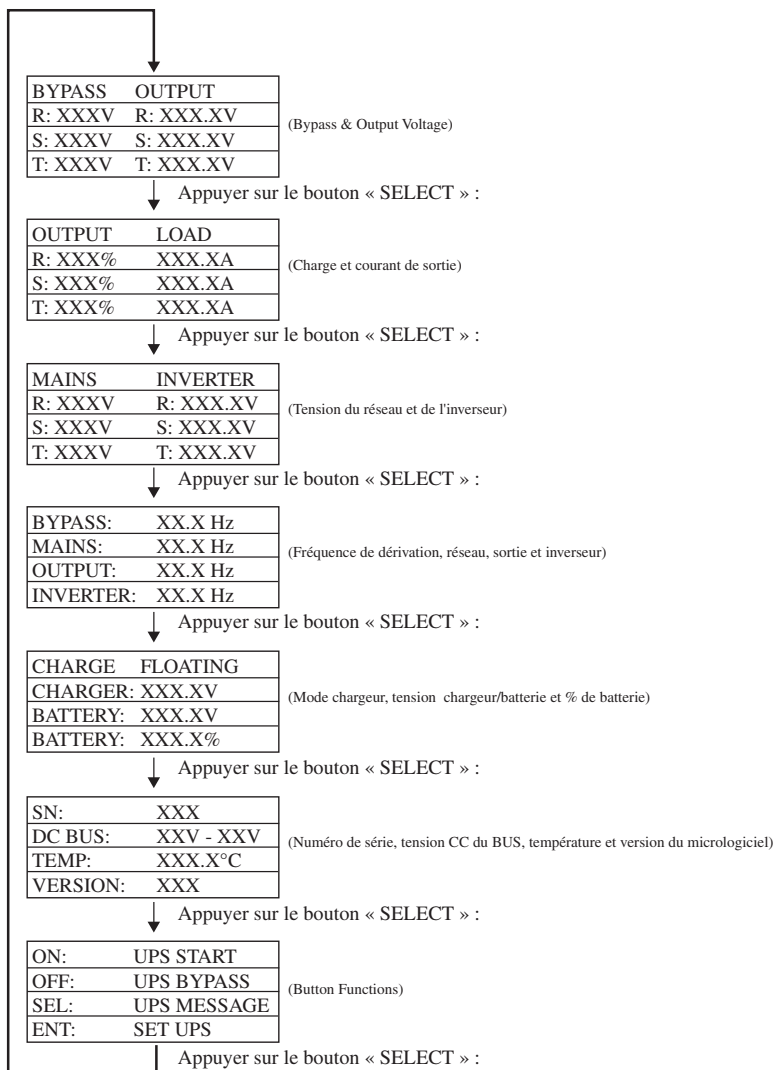 BYPASS OUTPUT
R: XXXV R: XXX.XV
(Bypass & Output Voltage)
S: XXXV S: XXX.XV
T: XXXV T: XXX.XV
Appuyer sur le bouton « SELECT » :
OUTPUT LOAD
R: XXX% XXX.XA
(Charge et courant de sortie)
S: XXX% XXX.XA
T: XXX% XXX.XA
Appuyer sur le bouton « SELECT » :
MAINS INVERTER
R: XXXV R: XXX.XV
(Tension du réseau et de l'inverseur)
S: XXXV S: XXX.XV
T: XXXV T: XXX.XV
Appuyer sur le bouton « SELECT » :
BYPASS: XX.X Hz
MAINS: XX.X Hz
(Fréquence de dérivation, réseau, sortie et inverseur)
OUTPUT: XX.X Hz
INVERTER: XX.X Hz
Appuyer sur le bouton « SELECT » :
CHARGE FLOATING
CHARGER: XXX.XV
(Mode chargeur, tension chargeur/batterie et % de batterie)
BATTERY: XXX.XV
BATTERY: XXX.X%
Appuyer sur le bouton « SELECT » :
SN: XXX
DC BUS: XXV - XXV
(Numéro de série, tension CC du BUS, température et version du micrologiciel)
TEMP: XXX.X°C
VERSION: XXX
Appuyer sur le bouton « SELECT » :
ON: UPS START
OFF: UPS BYPASS
(Button Functions)
SEL: UPS MESSAGE
ENT: SET UPS
Appuyer sur le bouton « SELECT » :